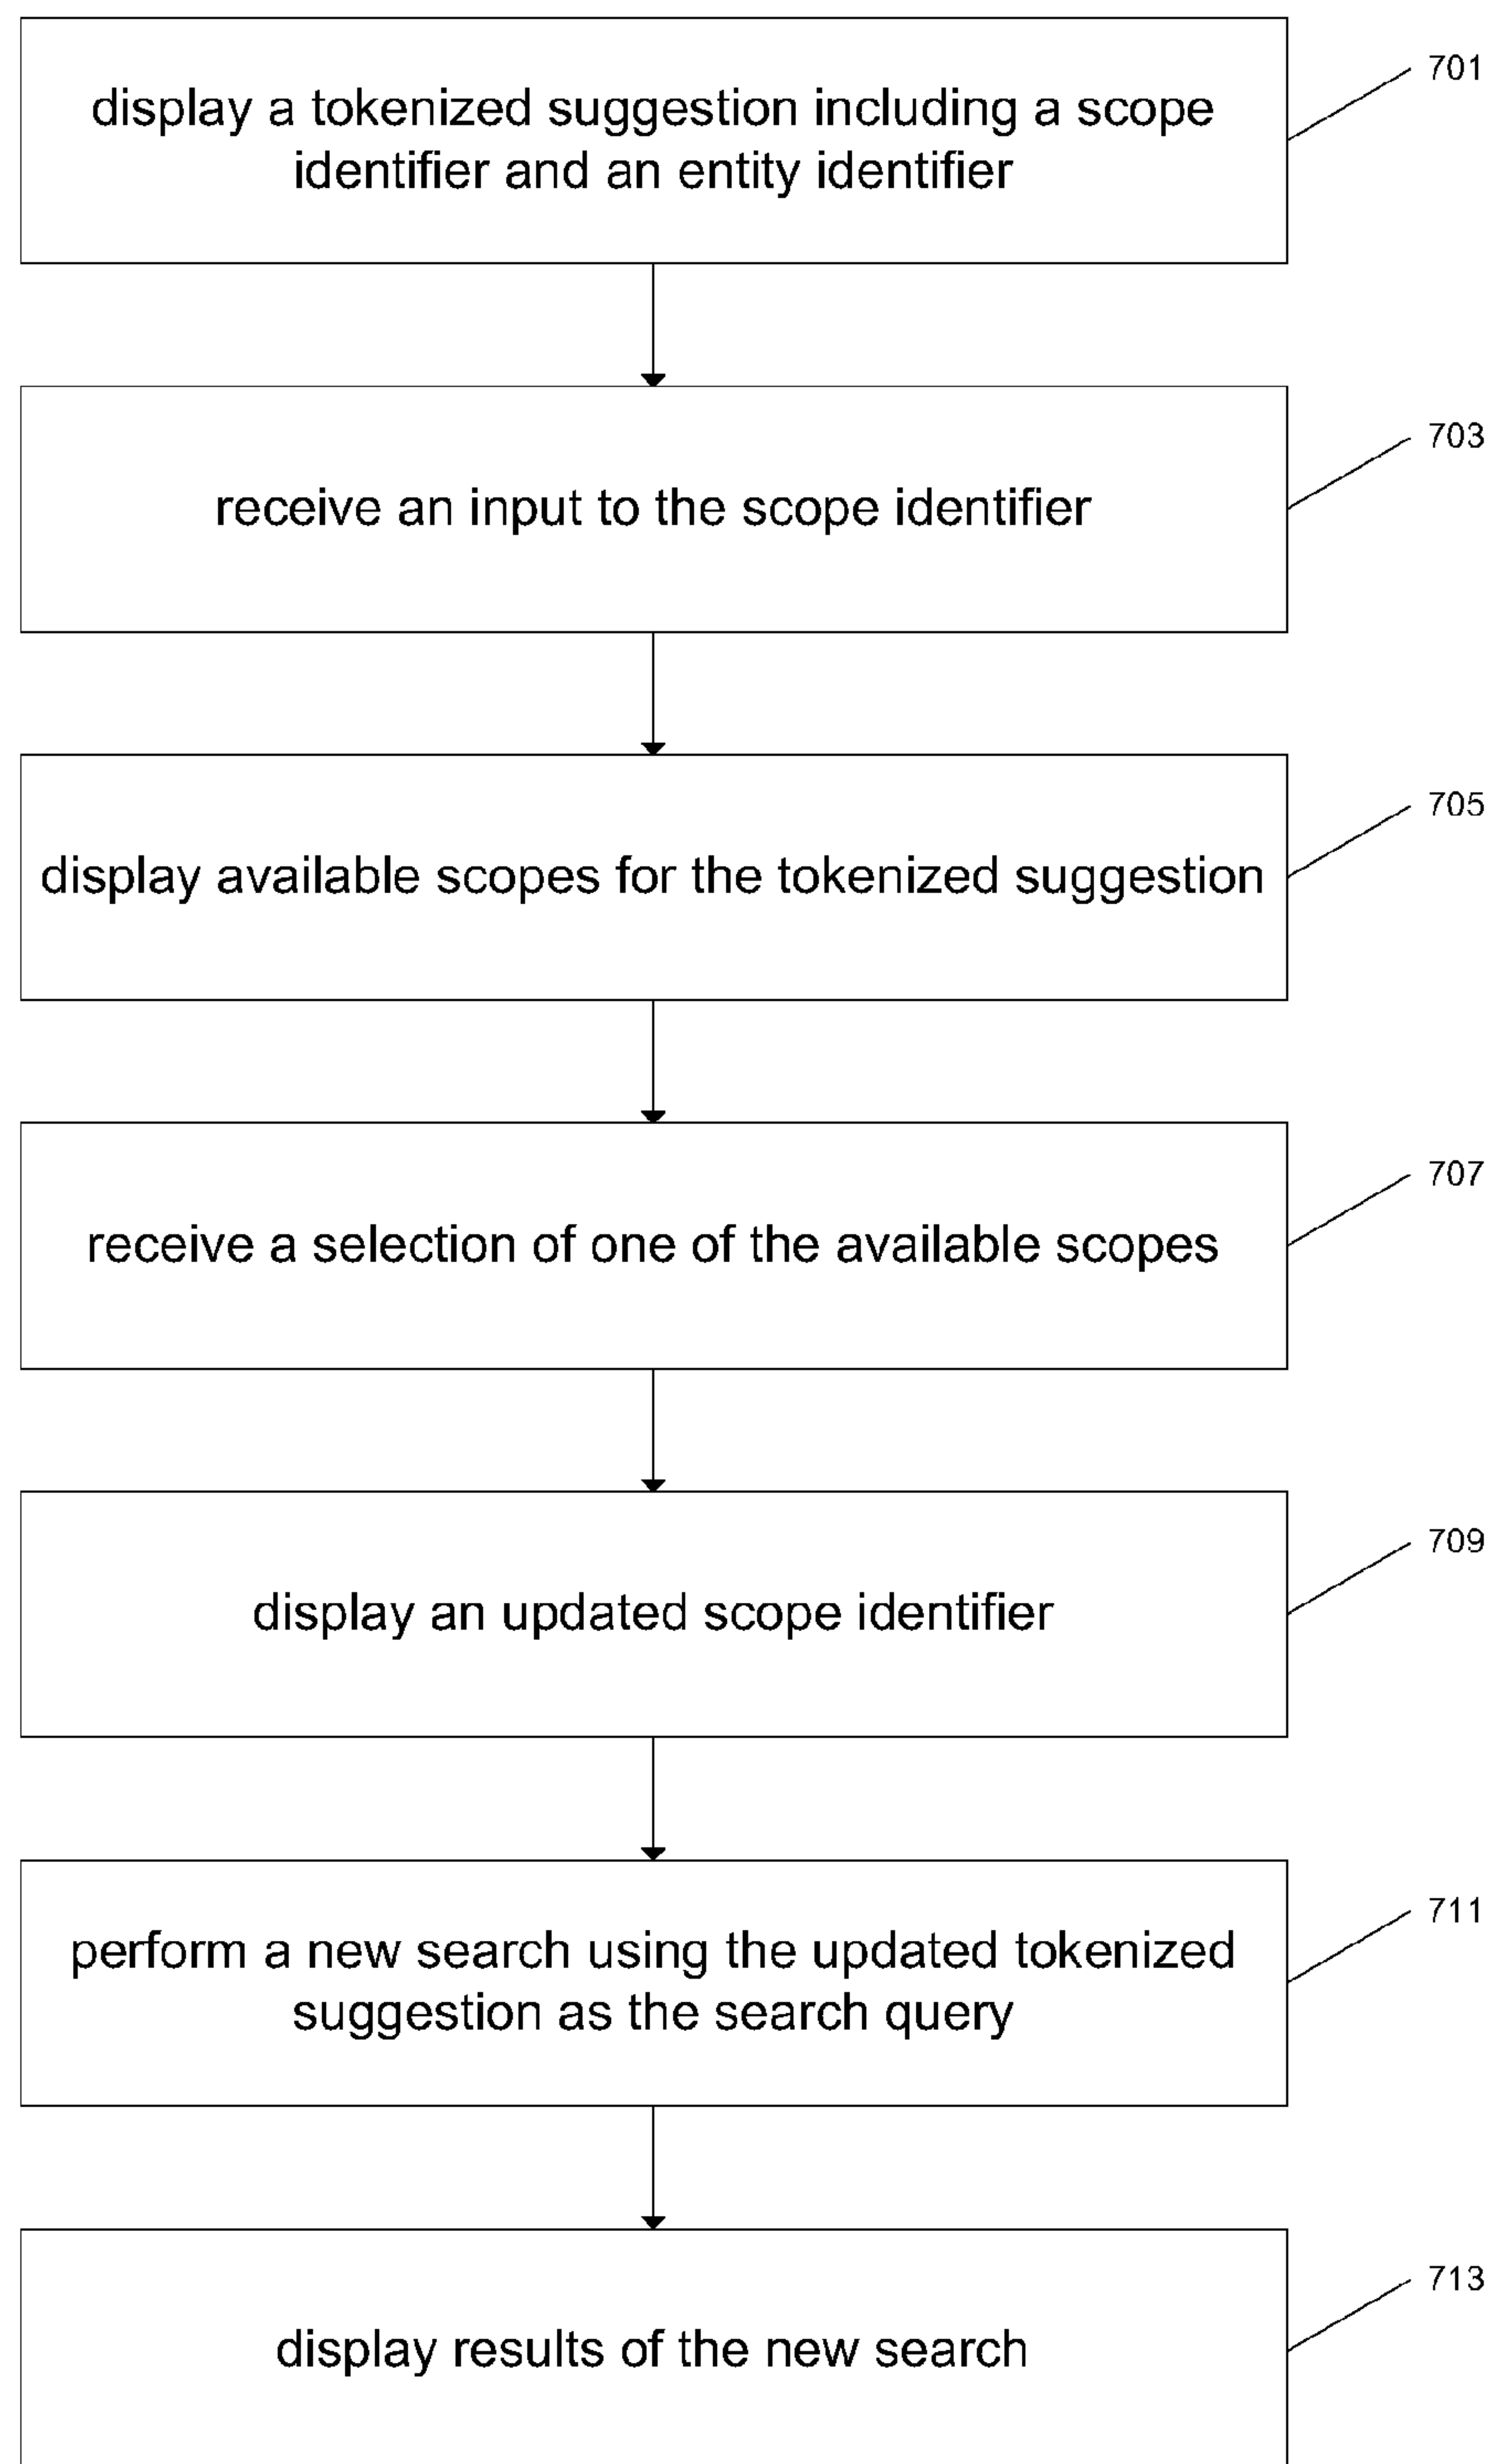 701
display a tokenized suggestion including a scope
identifier and an entity identifier
703
receive an input to the scope identifier
705
display available scopes for the tokenized suggestion
707
receive a selection of one of the available scopes
709
display an updated scope identifier
711
perform a new search using the updated tokenized
suggestion as the search query
713
display results of the new search